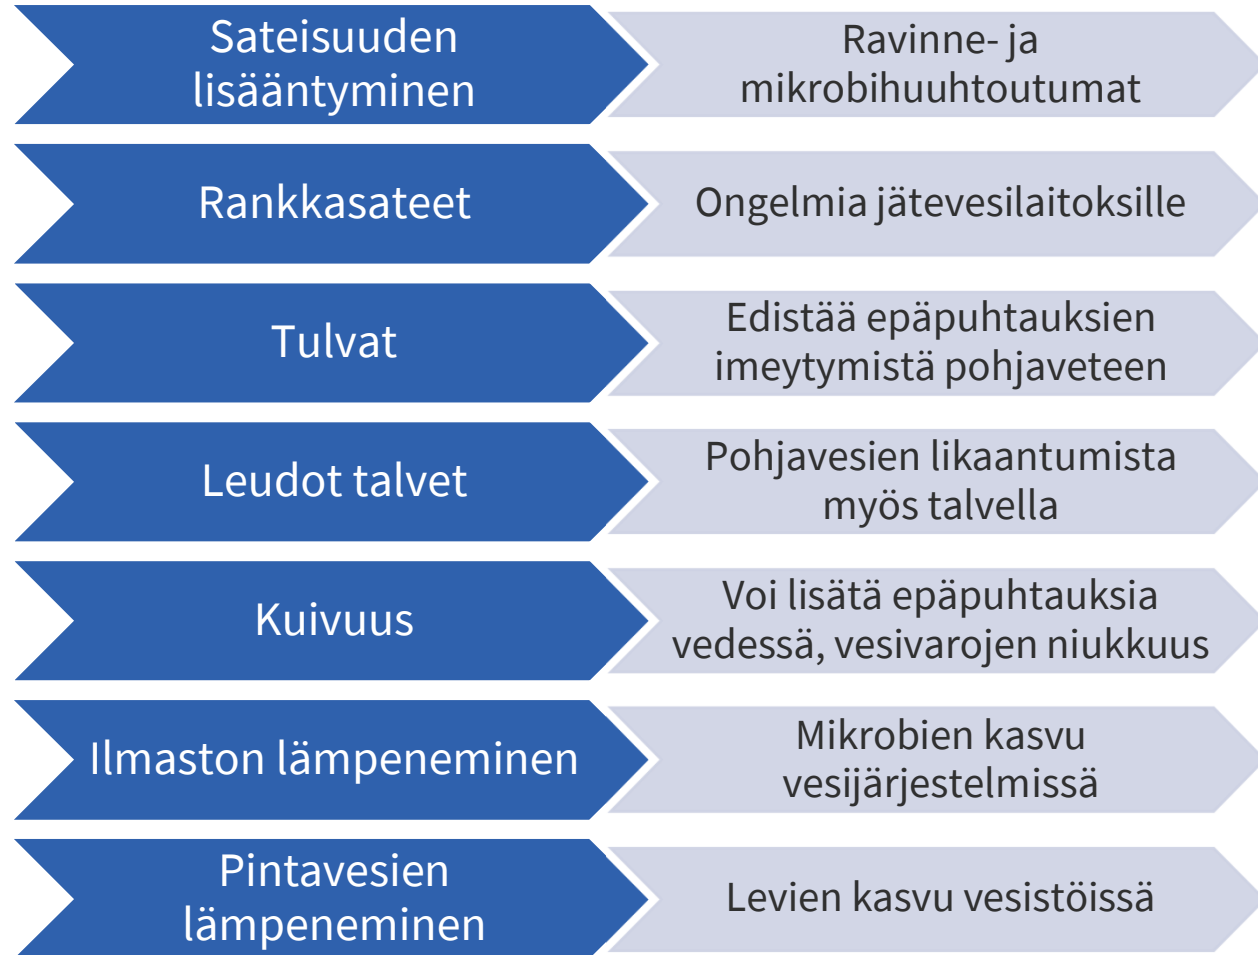 Sateisuuden
lisääntyminen
Ravinne- ja
mikrobihuuhtoutumat
Rankkasateet
Ongelmia jätevesilaitoksille
Tulvat
Edistää epäpuhtauksien
imeytymistä pohjaveteen
Leudot talvet
Pohjavesien likaantumista
myös talvella
Kuivuus
Voi lisätä epäpuhtauksia
vedessä, vesivarojen niukkuus
Ilmaston lämpeneminen
Mikrobien kasvu
vesijärjestelmissä
Pintavesien
lämpeneminen
Levien kasvu vesistöissä